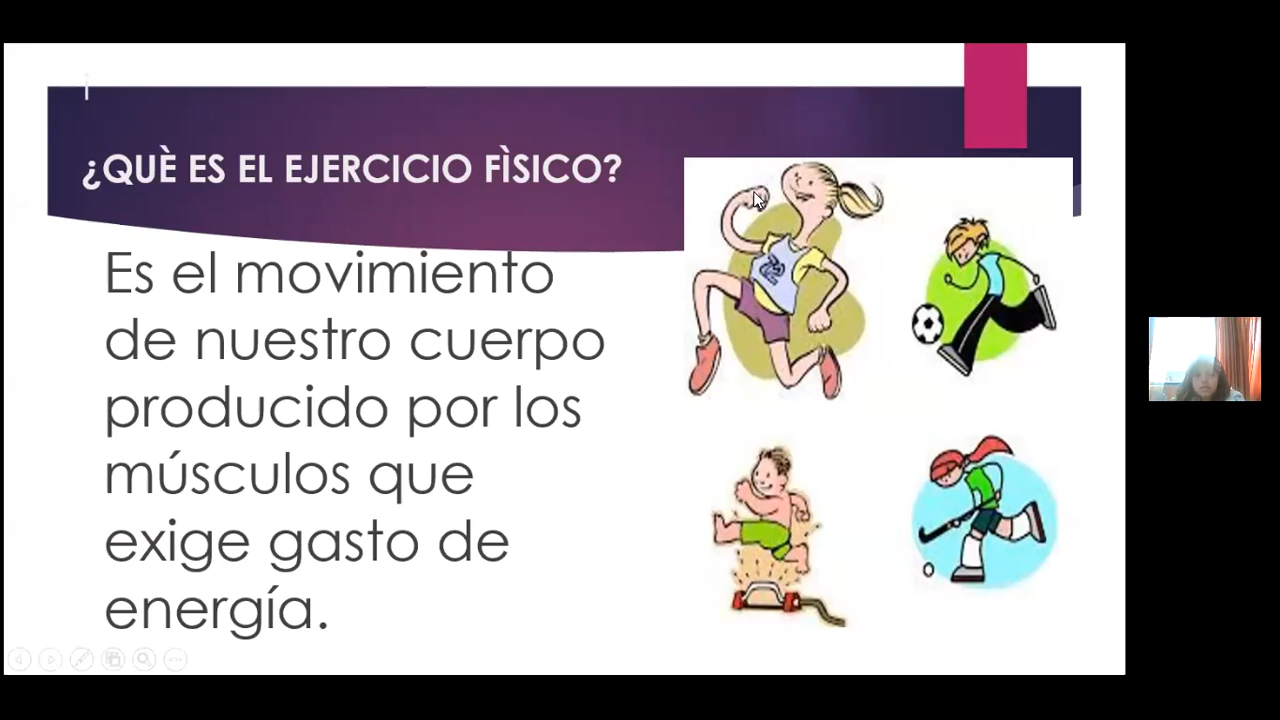 ¿QUÈ ES EL EJERCICIO FÌSICO?
Es el movimiento
de nuestro cuerpo
producido por los
músculos que
exige gasto de
energía.